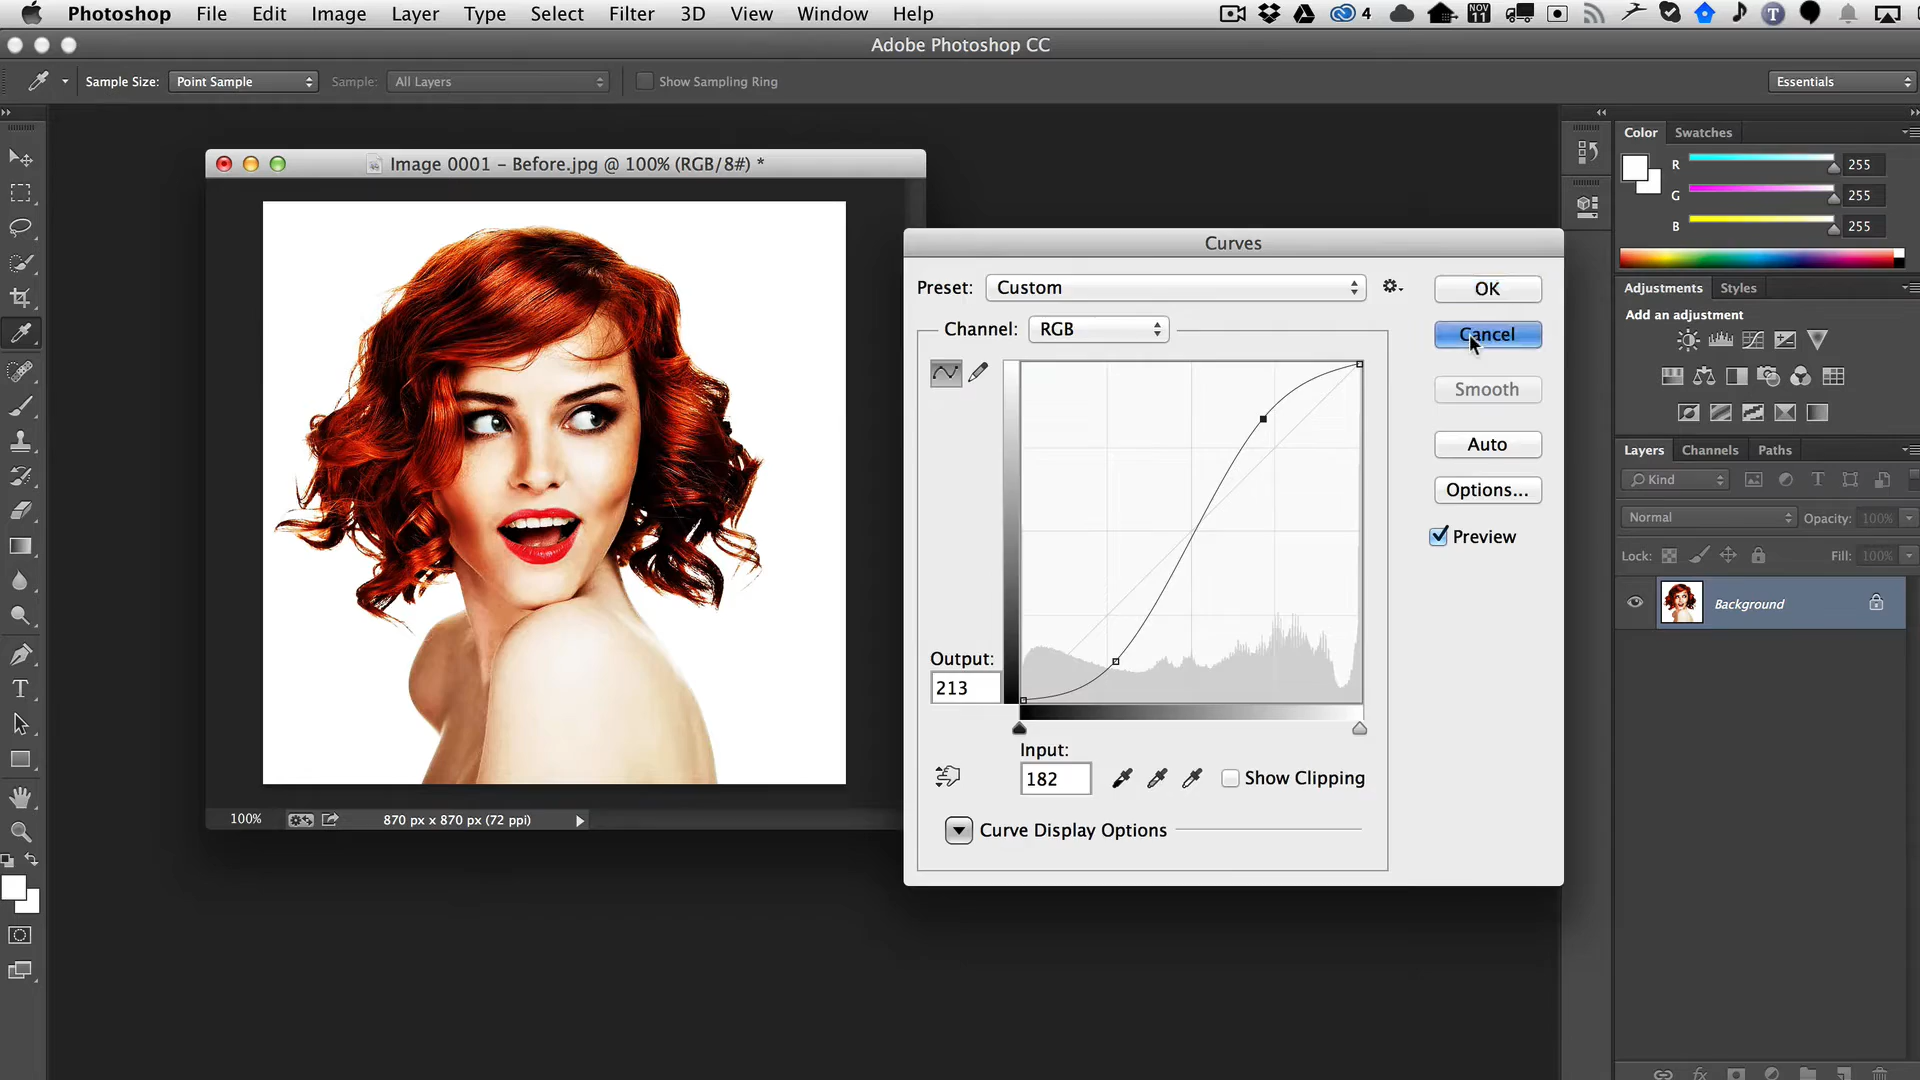 Photoshop File Edit Image Layer Type Select Filter 3D View Window Help 4 NOV 11 T
Adobe Photoshop CC
Sample Size: Point Sample Sample: All Layers Show Sampling Ring Essentials
Color Swatches
R 255
G 255
B 255
Image 0001 – Before.jpg @ 100% (RGB/8#) *
Curves
Preset: Custom OK
Channel: RGB Cancel
Smooth
Auto
Options...
Preview
Output:
213
Input:
182 Show Clipping
Curve Display Options
100% 870 px x 870 px (72 ppi)
Adjustments Styles
Add an adjustment
Layers Channels Paths
Kind
Normal Opacity: 100%
Lock: Fill: 100%
Background
fx